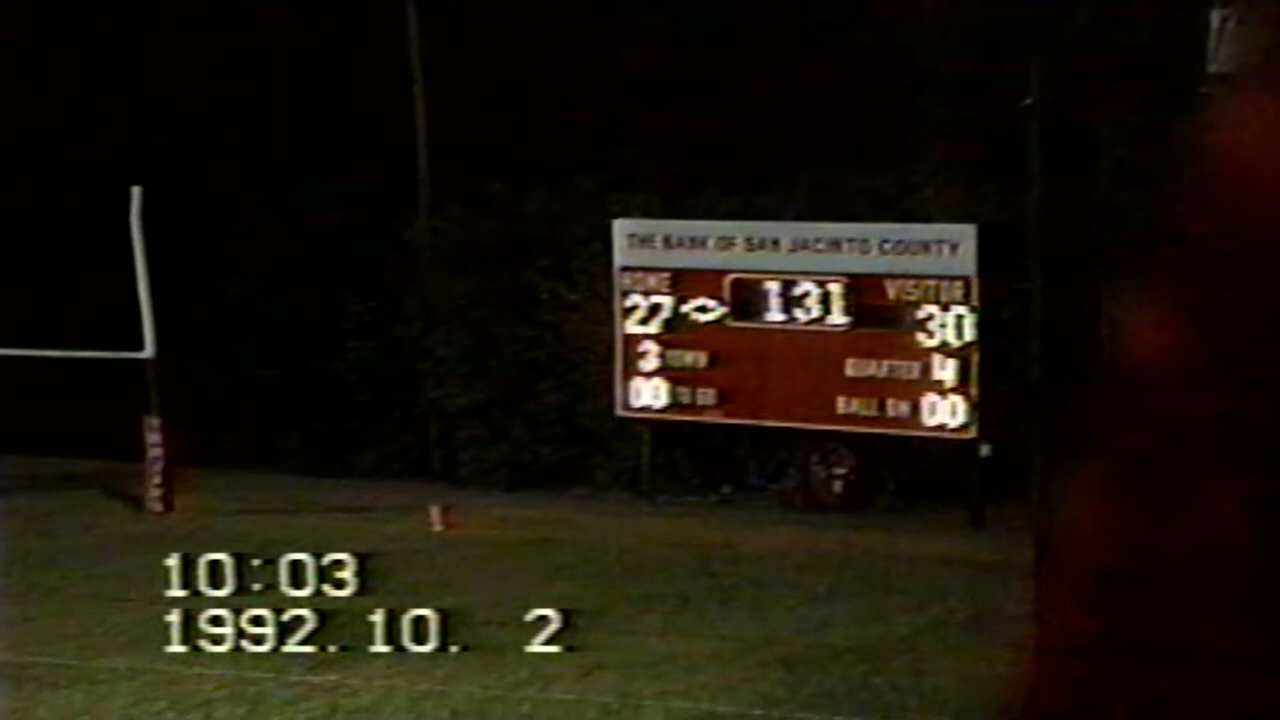 THE BANK OF SAN JACINTO COUNTY
HOME 131 VISITOR
27 30
3 DOWN QUARTER 4
00 TO GO BALL ON 00
10:03
1992. 10. 2